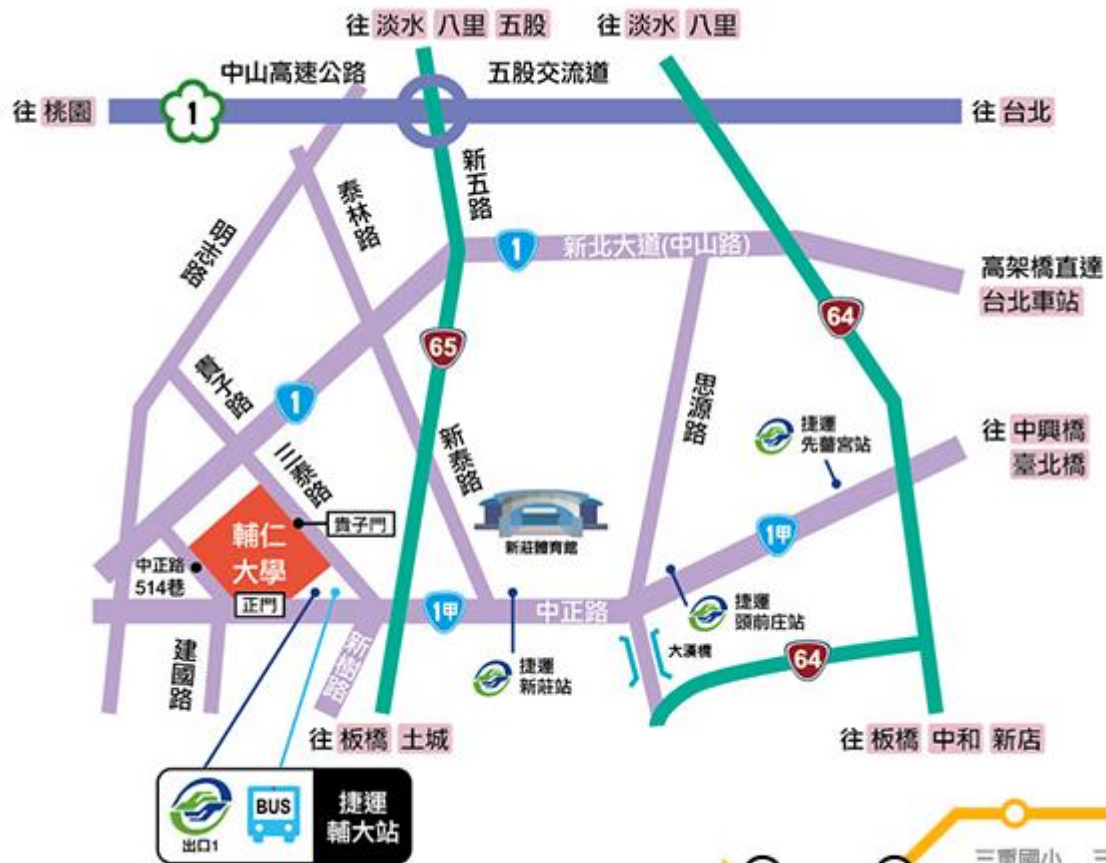 往 淡水 八里 五股
往 淡水 八里
中山高速公路
五股交流道
往 桃園
1
往 台北
新五路
泰林路
明志路
1
新北大道(中山路)
高架橋直達
台北車站
64
65
貴子路
1
思源路
新泰路
捷運
先嗇宮站
往 中興橋
臺北橋
三泰路
貴子門
輔仁
大學
新莊體育館
1甲
中正路
514巷
正門
1甲
中正路
捷運
頭前庄站
建國路
新樹路
捷運
新莊站
大漢橋
64
往 板橋 土城
往 板橋 中和 新店
出口1
BUS
捷運
輔大站
三重國小